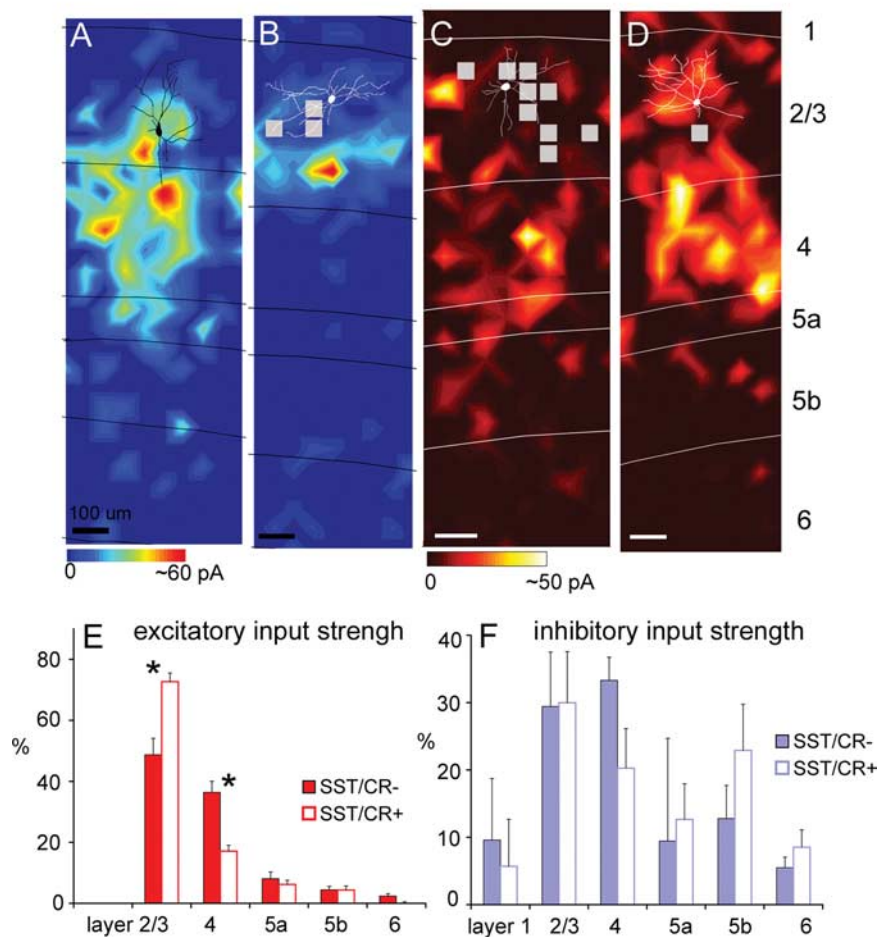 A B C D
1
2/3
4
5a
5b
6
100 um
0 ~60 pA
0 ~50 pA
E excitatory input strengh
80
60
%
40
20
0
*
*
SST/CR-
SST/CR+
layer 2/3 4 5a 5b 6
F inhibitory input strength
40
30
%
20
10
0
SST/CR-
SST/CR+
layer 1 2/3 4 5a 5b 6